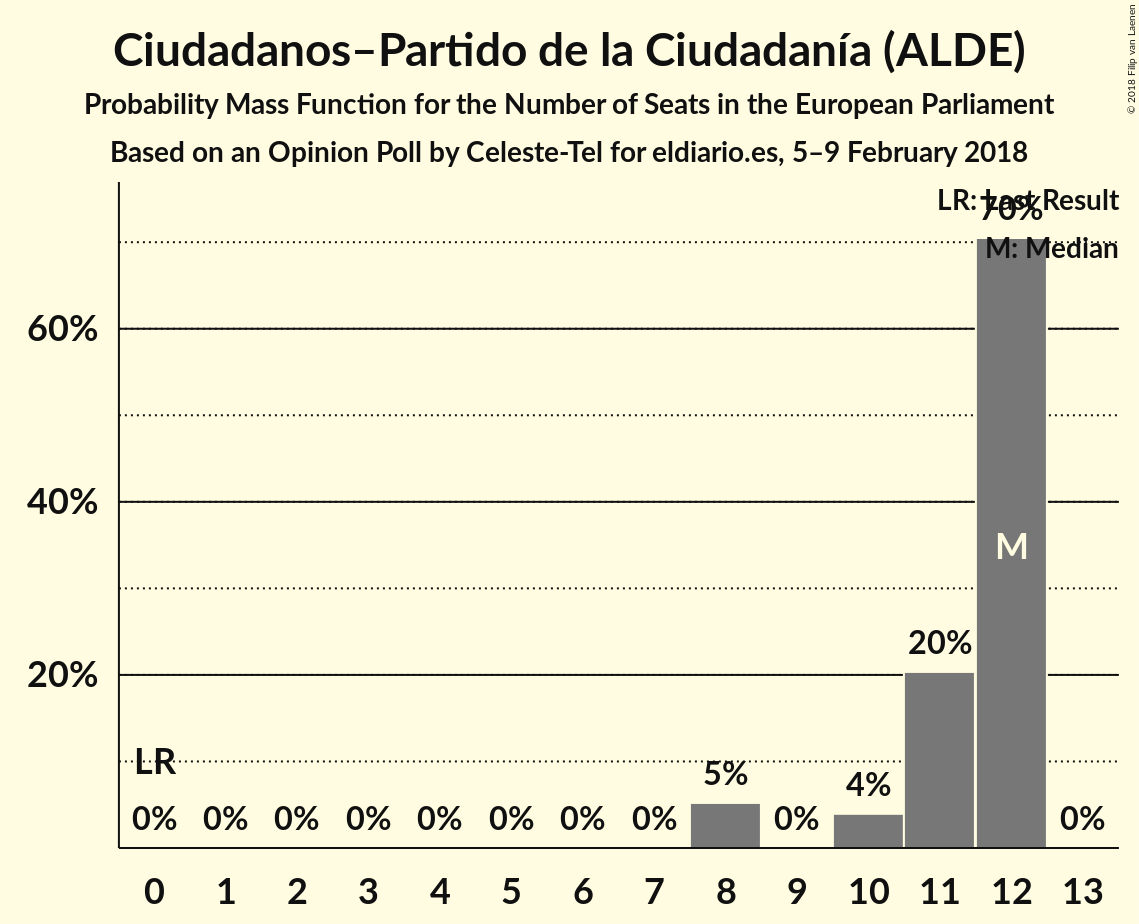 Ciudadanos–Partido de la Ciudadanía (ALDE)
Probability Mass Function for the Number of Seats in the European Parliament
Based on an Opinion Poll by Celeste-Tel for eldiario.es, 5–9 February 2018
© 2018 Filip van Laenen
LR: Last Result
M: Median
70%
60%
40%
M
20%
20%
LR
5%
4%
0% 0% 0% 0% 0% 0% 0% 0% 0% 0%
0 1 2 3 4 5 6 7 8 9 10 11 12 13